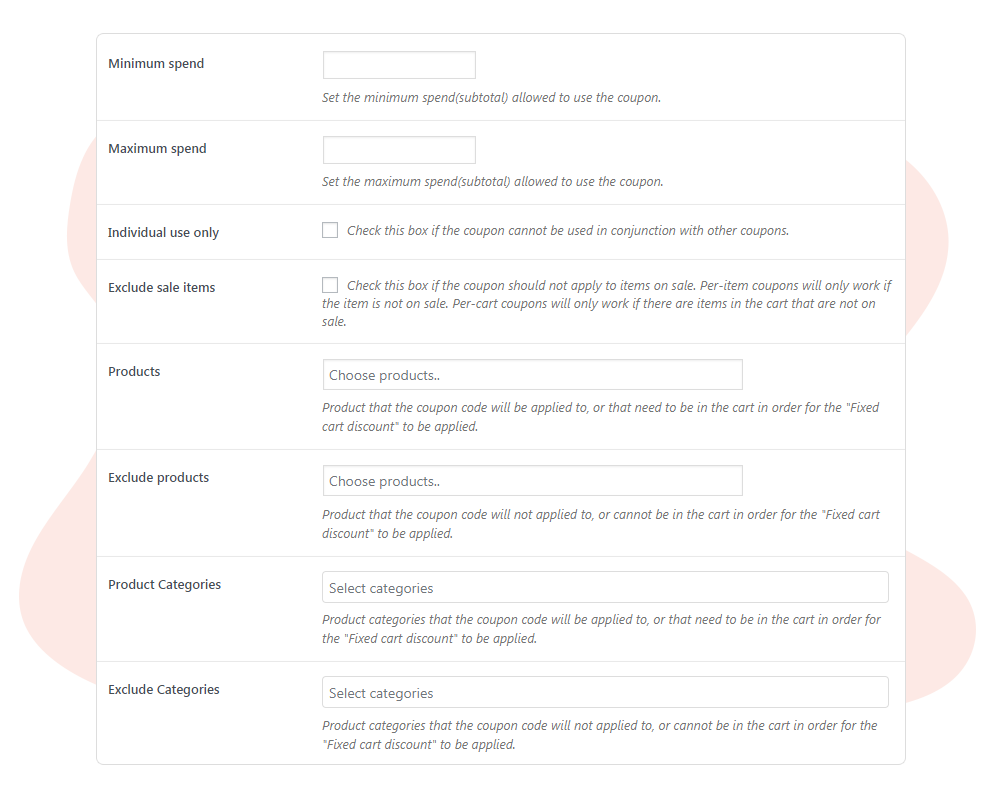 Minimum spend
Set the minimum spend(subtotal) allowed to use the coupon.
Maximum spend
Set the maximum spend(subtotal) allowed to use the coupon.
Individual use only
Check this box if the coupon cannot be used in conjunction with other coupons.
Exclude sale items
Check this box if the coupon should not apply to items on sale. Per-item coupons will only work if
the item is not on sale. Per-cart coupons will only work if there are items in the cart that are not on
sale.
Products
Choose products..
Product that the coupon code will be applied to, or that need to be in the cart in order for the "Fixed
cart discount" to be applied.
Exclude products
Choose products..
Product that the coupon code will not applied to, or cannot be in the cart in order for the "Fixed cart
discount" to be applied.
Product Categories
Select categories
Product categories that the coupon code will be applied to, or that need to be in the cart in order for
the "Fixed cart discount" to be applied.
Exclude Categories
Select categories
Product categories that the coupon code will not applied to, or cannot be in the cart in order for the
"Fixed cart discount" to be applied.